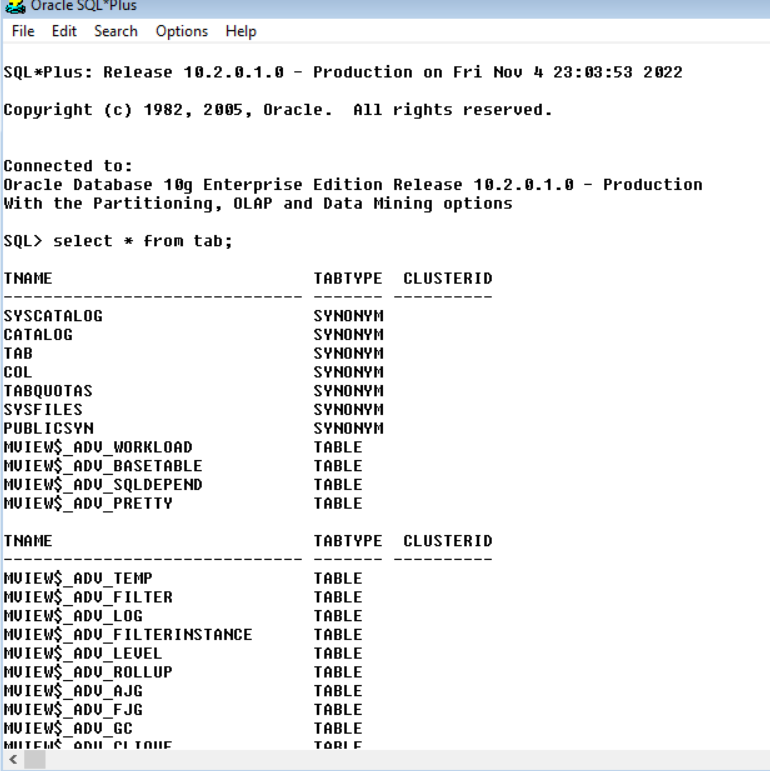 Oracle SQL*Plus
File Edit Search Options Help
SQL*Plus: Release 10.2.0.1.0 - Production on Fri Nov 4 23:03:53 2022
Copyright (c) 1982, 2005, Oracle.  All rights reserved.
Connected to:
Oracle Database 10g Enterprise Edition Release 10.2.0.1.0 - Production
With the Partitioning, OLAP and Data Mining options
SQL> select * from tab;
TNAME                          TABTYPE  CLUSTERID
------------------------------ ------- ----------
SYSCATALOG                     SYNONYM
CATALOG                        SYNONYM
TAB                            SYNONYM
COL                            SYNONYM
TABQUOTAS                      SYNONYM
SYSFILES                       SYNONYM
PUBLICSYN                      SYNONYM
MVIEW$_ADV_WORKLOAD            TABLE
MVIEW$_ADV_BASETABLE           TABLE
MVIEW$_ADV_SQLDEPEND           TABLE
MVIEW$_ADV_PRETTY              TABLE
TNAME                          TABTYPE  CLUSTERID
------------------------------ ------- ----------
MVIEW$_ADV_TEMP                TABLE
MVIEW$_ADV_FILTER              TABLE
MVIEW$_ADV_LOG                 TABLE
MVIEW$_ADV_FILTERINSTANCE      TABLE
MVIEW$_ADV_LEVEL               TABLE
MVIEW$_ADV_ROLLUP              TABLE
MVIEW$_ADV_AJG                 TABLE
MVIEW$_ADV_FJG                 TABLE
MVIEW$_ADV_GC                  TABLE
MVIEW$_ADV_CLIQUE              TABLE